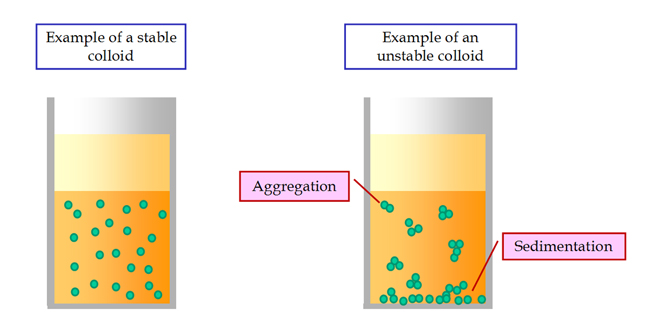 Example of a stable
colloid
Example of an
unstable colloid
Aggregation
Sedimentation